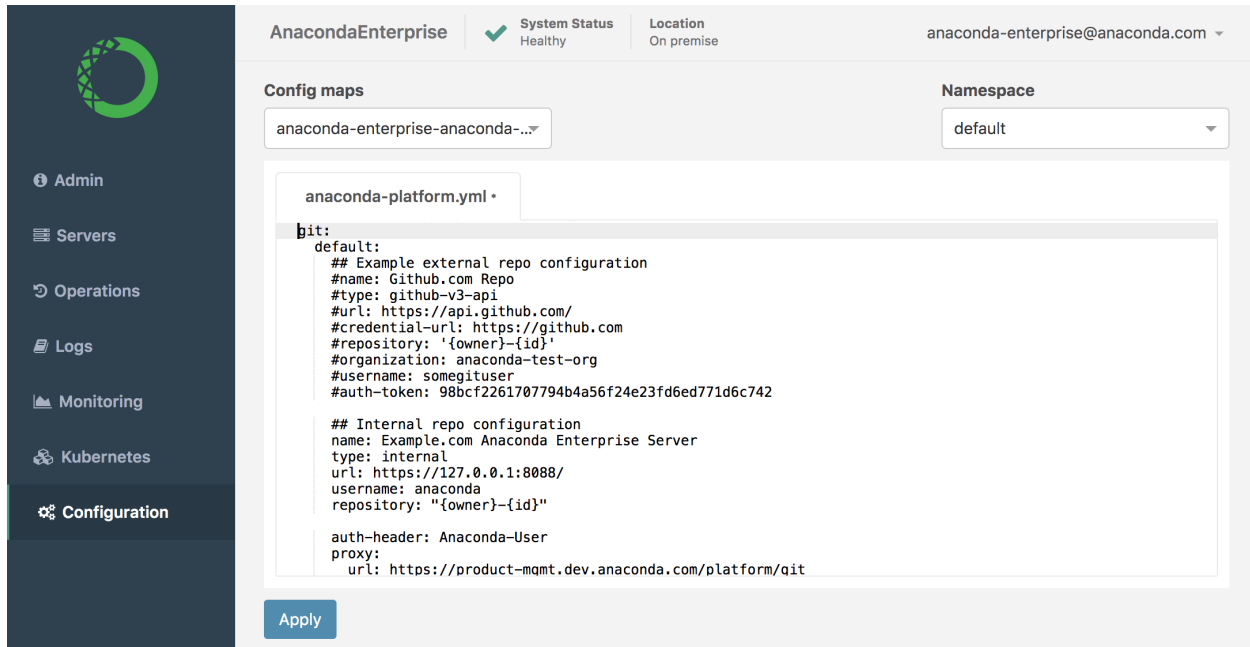 AnacondaEnterprise
System Status
Healthy
Location
On premise
anaconda-enterprise@anaconda.com
Admin
Servers
Operations
Logs
Monitoring
Kubernetes
Configuration
Config maps
anaconda-enterprise-anaconda-...
Namespace
default
anaconda-platform.yml •
git:
  default:
    ## Example external repo configuration
    #name: Github.com Repo
    #type: github-v3-api
    #url: https://api.github.com/
    #credential-url: https://github.com
    #repository: '{owner}-{id}'
    #organization: anaconda-test-org
    #username: somegituser
    #auth-token: 98bcf2261707794b4a56f24e23fd6ed771d6c742
    ## Internal repo configuration
    name: Example.com Anaconda Enterprise Server
    type: internal
    url: https://127.0.0.1:8088/
    username: anaconda
    repository: "{owner}-{id}"
    auth-header: Anaconda-User
    proxy:
      url: https://product-mgmt.dev.anaconda.com/platform/git
Apply